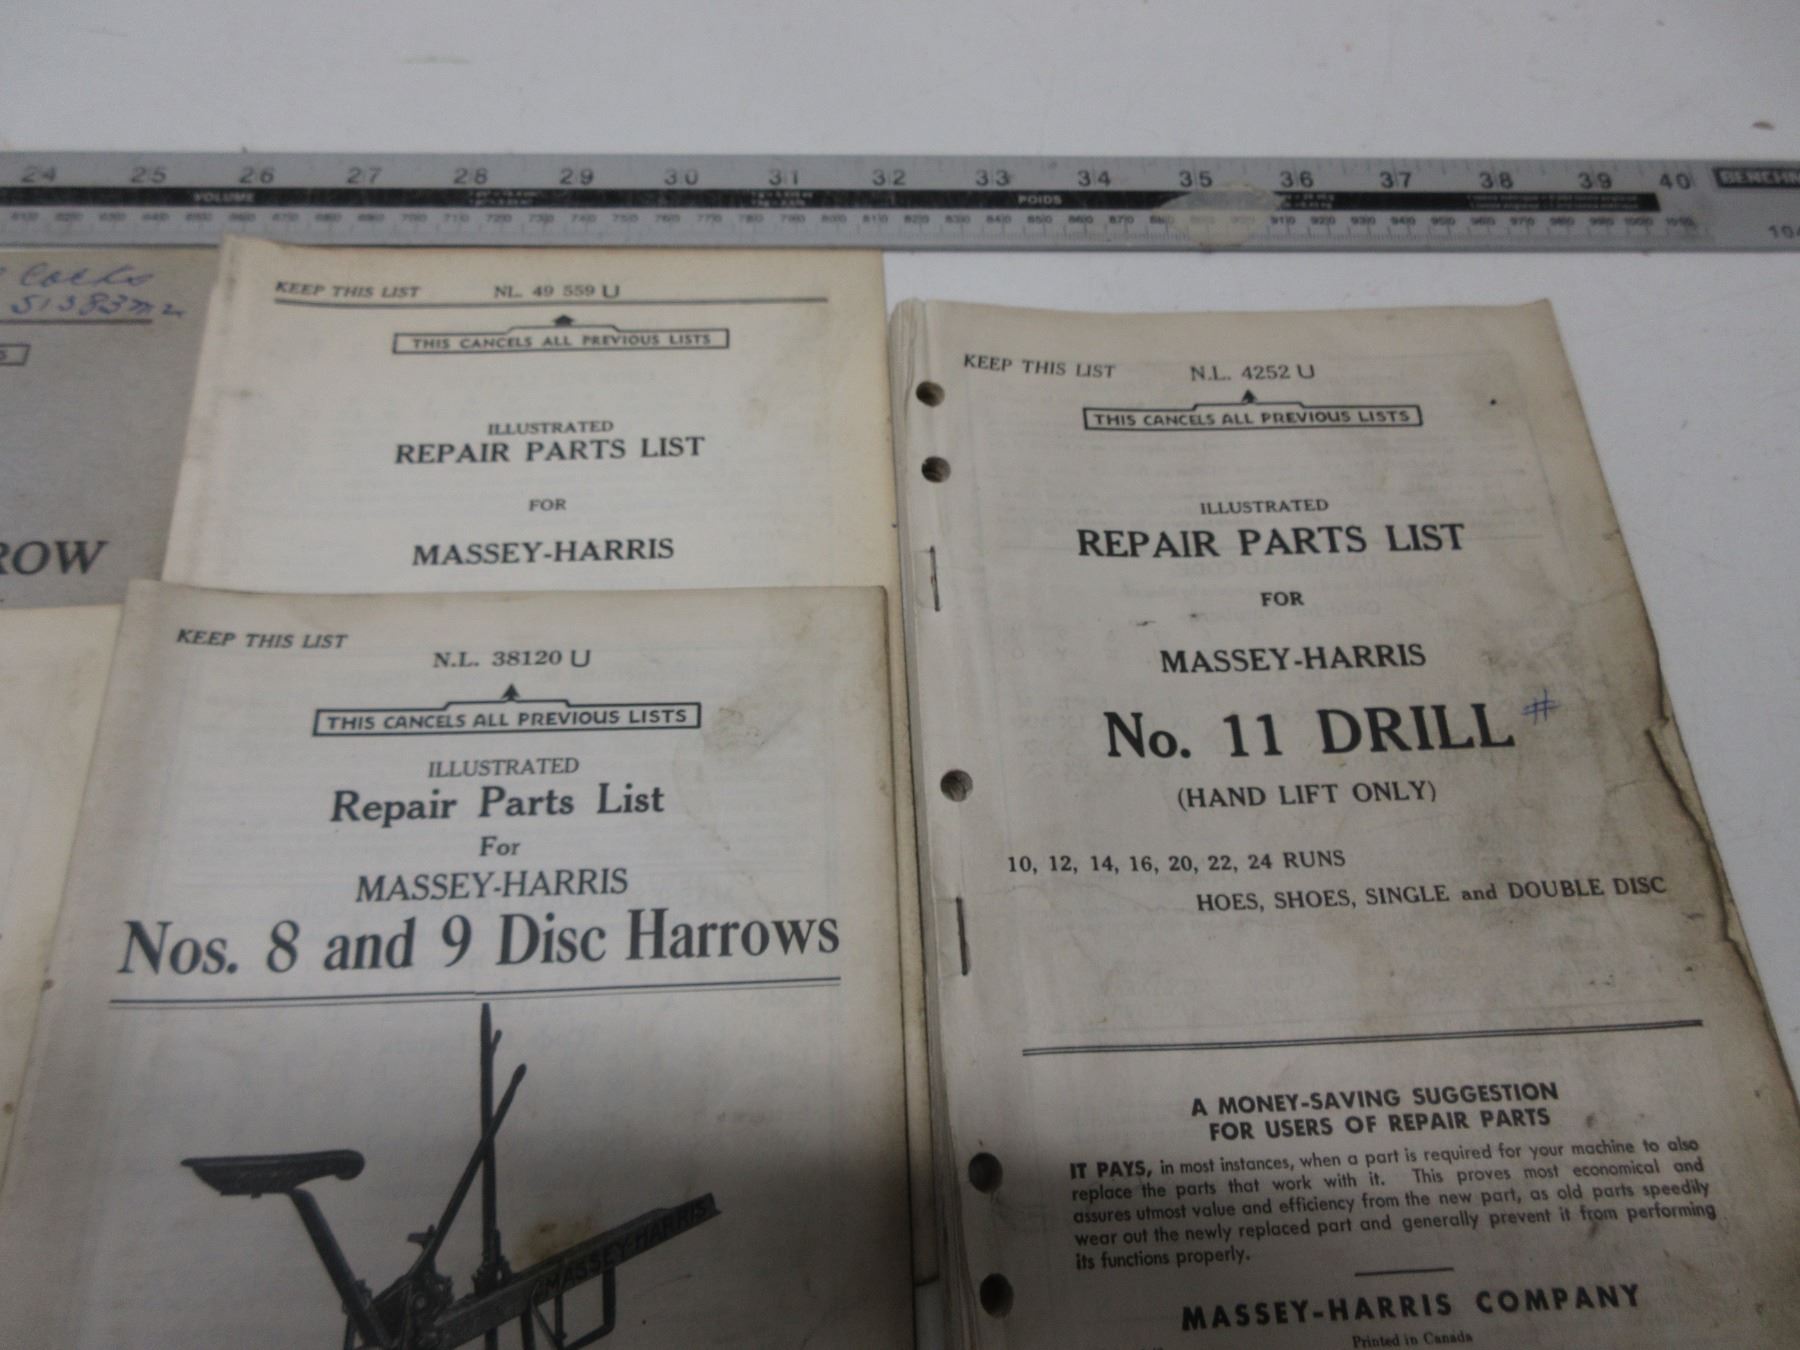 24 25 26 27 28 29 30 31 32 33 34 35 36 37 38 39 40
VOLUME
POIDS
Cocks
ROW
KEEP THIS LIST NL. 49 559 U
THIS CANCELS ALL PREVIOUS LISTS
ILLUSTRATED
REPAIR PARTS LIST
FOR
MASSEY-HARRIS
KEEP THIS LIST
N.L. 38120 U
THIS CANCELS ALL PREVIOUS LISTS
ILLUSTRATED
Repair Parts List
For
MASSEY-HARRIS
Nos. 8 and 9 Disc Harrows
MASSEY-HARRIS
KEEP THIS LIST N.L. 4252 U
THIS CANCELS ALL PREVIOUS LISTS
ILLUSTRATED
REPAIR PARTS LIST
FOR
MASSEY-HARRIS
No. 11 DRILL #
(HAND LIFT ONLY)
10, 12, 14, 16, 20, 22, 24 RUNS
HOES, SHOES, SINGLE and DOUBLE DISC
A MONEY-SAVING SUGGESTION
FOR USERS OF REPAIR PARTS
IT PAYS, in most instances, when a part is required for your machine to also
replace the parts that work with it. This proves most economical and
assures utmost value and efficiency from the new part, as old parts speedily
wear out the newly replaced part and generally prevent it from performing
its functions properly.
MASSEY-HARRIS COMPANY
Printed in Canada